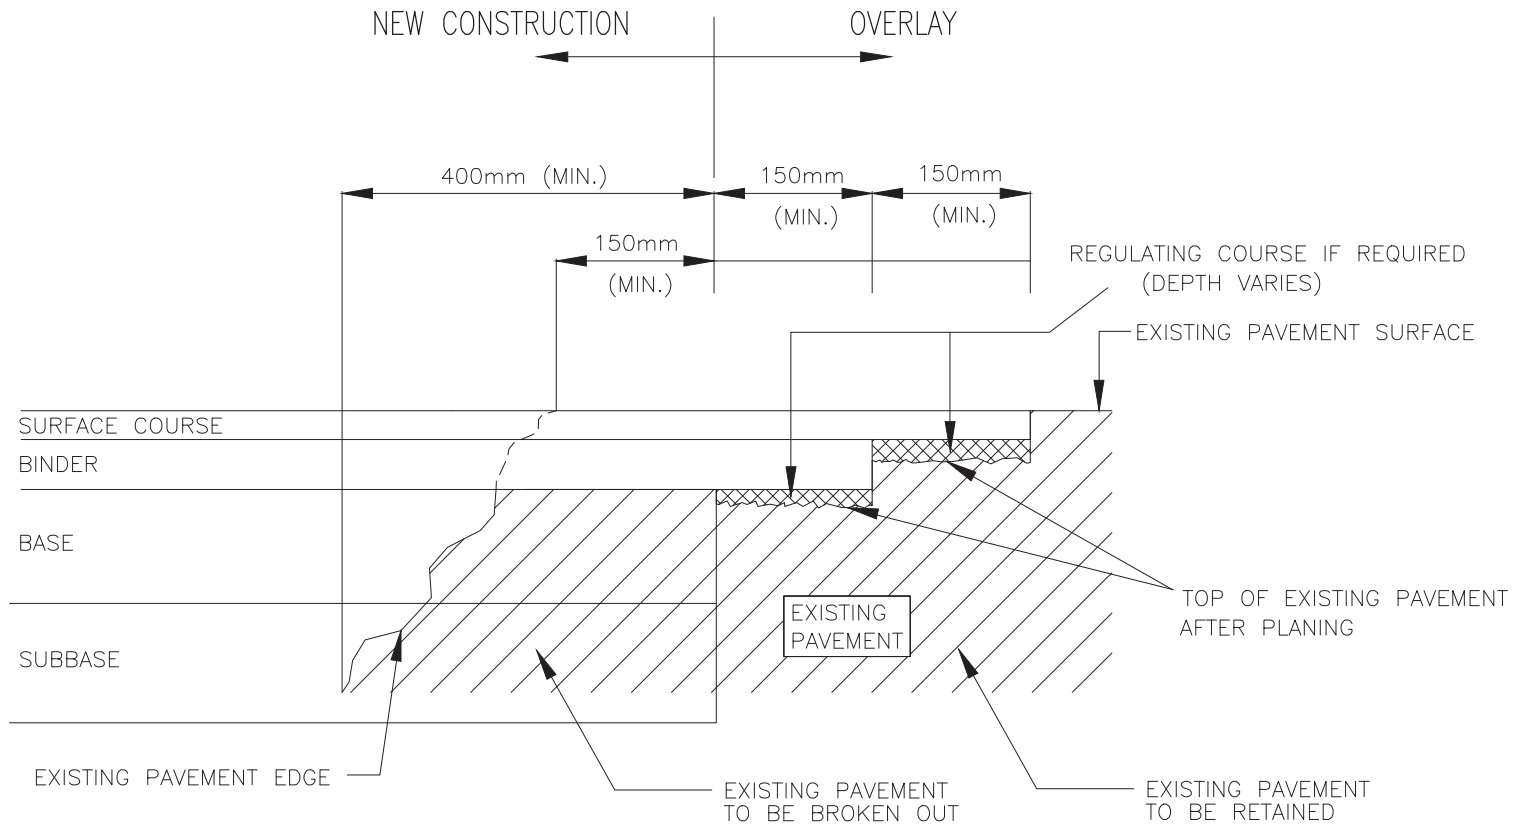 NEW CONSTRUCTION
OVERLAY
400mm (MIN.)
150mm
(MIN.)
150mm
(MIN.)
150mm
(MIN.)
REGULATING COURSE IF REQUIRED
(DEPTH VARIES)
EXISTING PAVEMENT SURFACE
SURFACE COURSE
BINDER
BASE
SUBBASE
EXISTING
PAVEMENT
TOP OF EXISTING PAVEMENT
AFTER PLANING
EXISTING PAVEMENT EDGE
EXISTING PAVEMENT
TO BE BROKEN OUT
EXISTING PAVEMENT
TO BE RETAINED